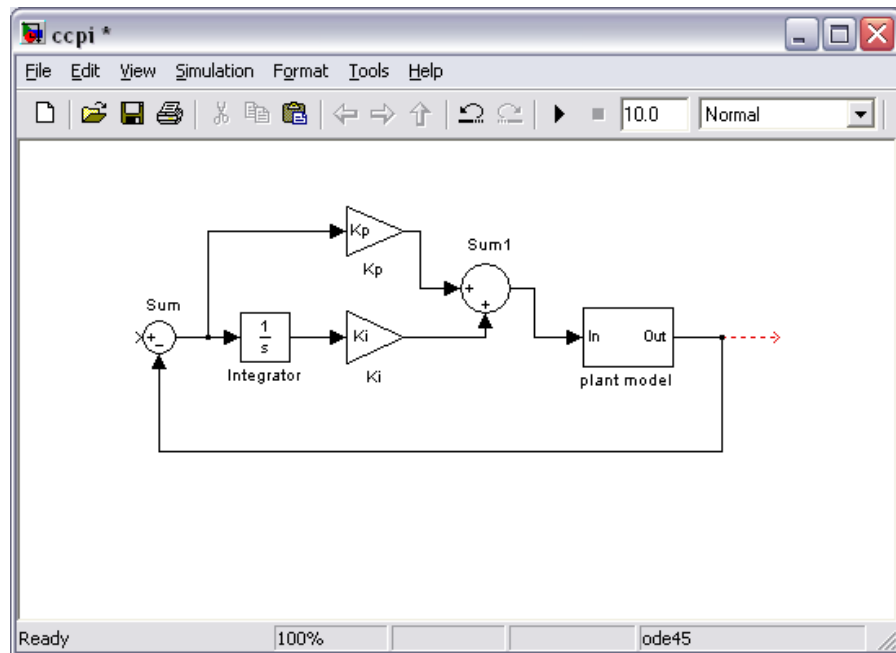 ccpi *
File Edit View Simulation Format Tools Help
10.0 Normal
Kp
Kp
Sum1
+
+
Sum
+
−
1
s
Integrator
Ki
Ki
In Out
plant model
Ready 100% ode45